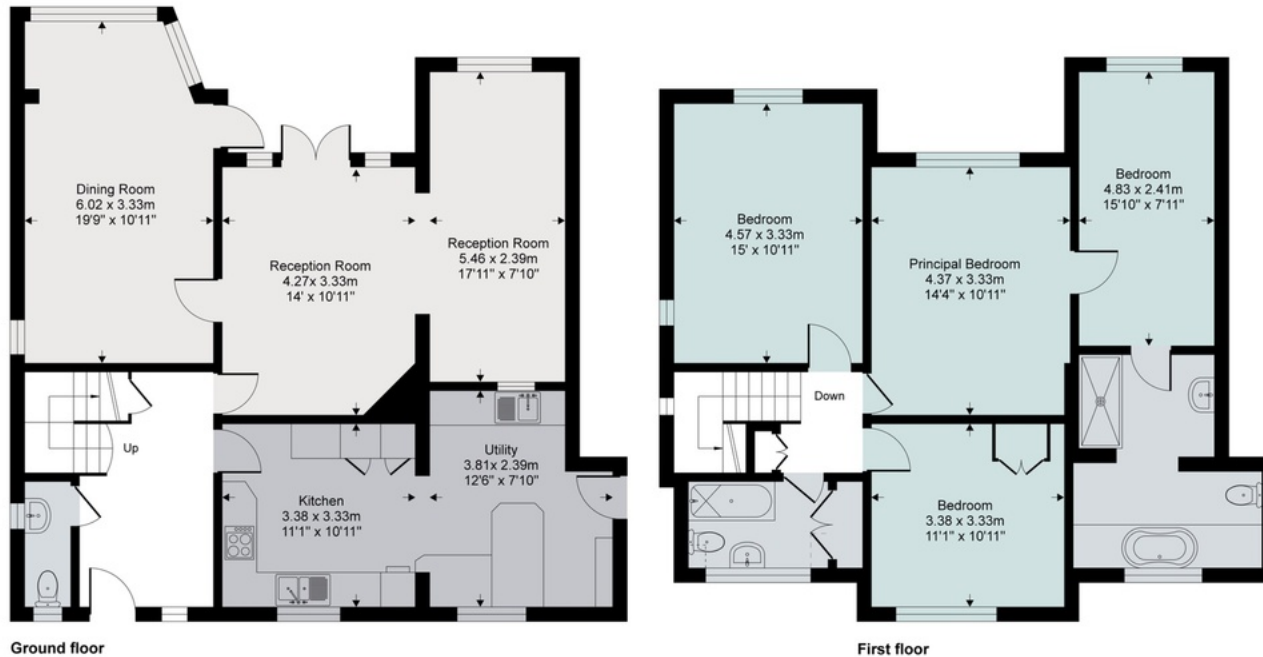 Dining Room
6.02 x 3.33m
19'9" x 10'11"
Reception Room
4.27x 3.33m
14' x 10'11"
Reception Room
5.46 x 2.39m
17'11" x 7'10"
Up
Kitchen
3.38 x 3.33m
11'1" x 10'11"
Utility
3.81x 2.39m
12'6" x 7'10"
Ground floor
Bedroom
4.57 x 3.33m
15' x 10'11"
Principal Bedroom
4.37 x 3.33m
14'4" x 10'11"
Bedroom
4.83 x 2.41m
15'10" x 7'11"
Down
Bedroom
3.38 x 3.33m
11'1" x 10'11"
First floor